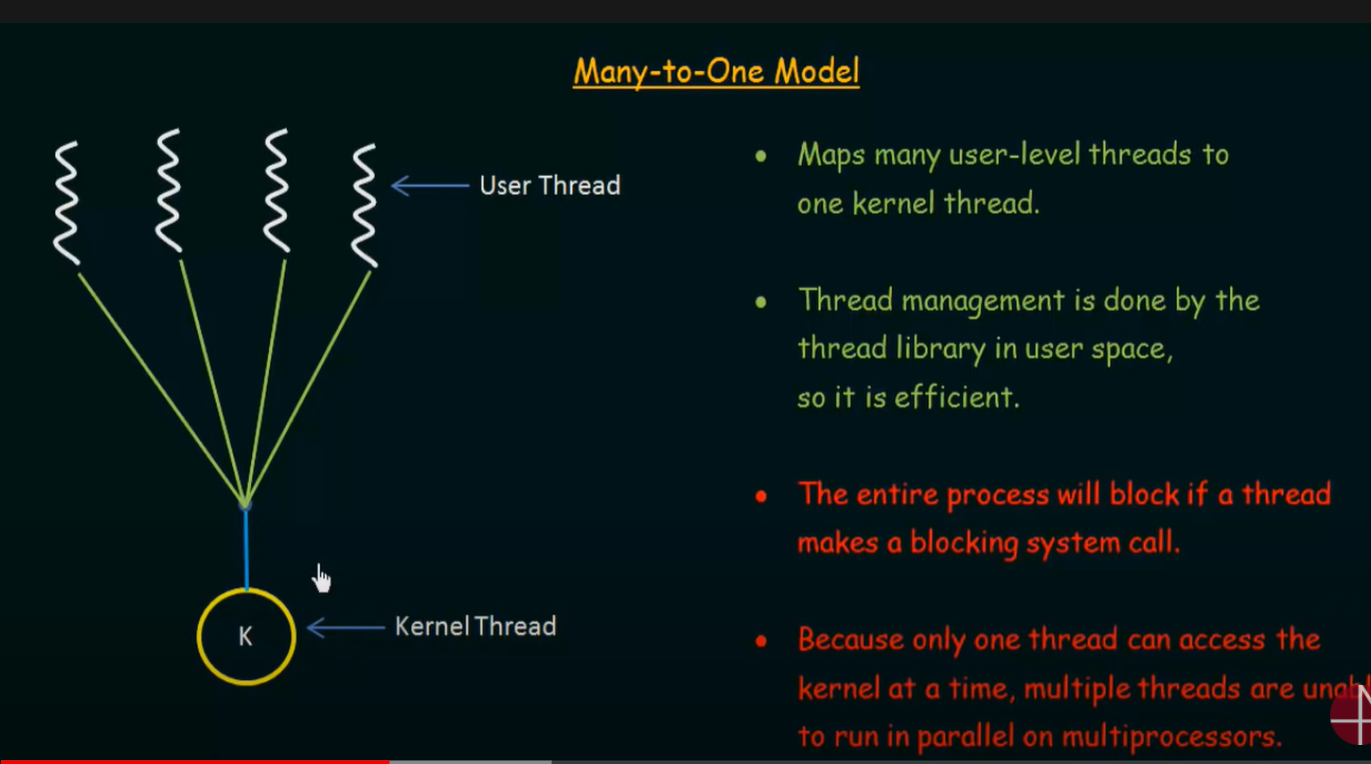 Many-to-One Model
User Thread
Kernel Thread
K
• Maps many user-level threads to
one kernel thread.
• Thread management is done by the
thread library in user space,
so it is efficient.
• The entire process will block if a thread
makes a blocking system call.
• Because only one thread can access the
kernel at a time, multiple threads are
to run in parallel on multiprocessors.